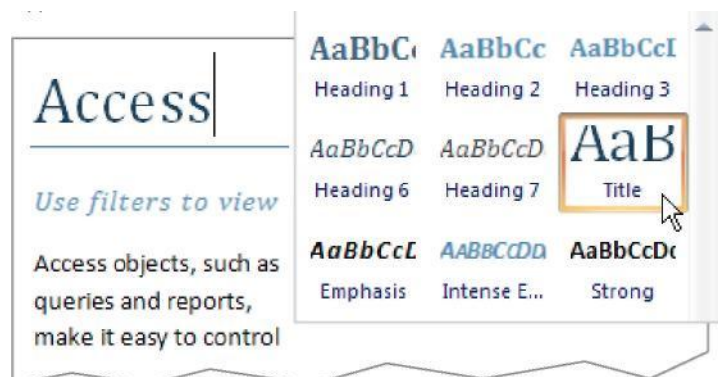 Access
Use filters to view
Access objects, such as
queries and reports,
make it easy to control
AaBbC AaBbCc AaBbCcI
Heading 1 Heading 2 Heading 3
AaBbCcD AaBbCcD AaB
Heading 6 Heading 7 Title
AaBbCcD AABBCCDD AaBbCcDc
Emphasis Intense E... Strong